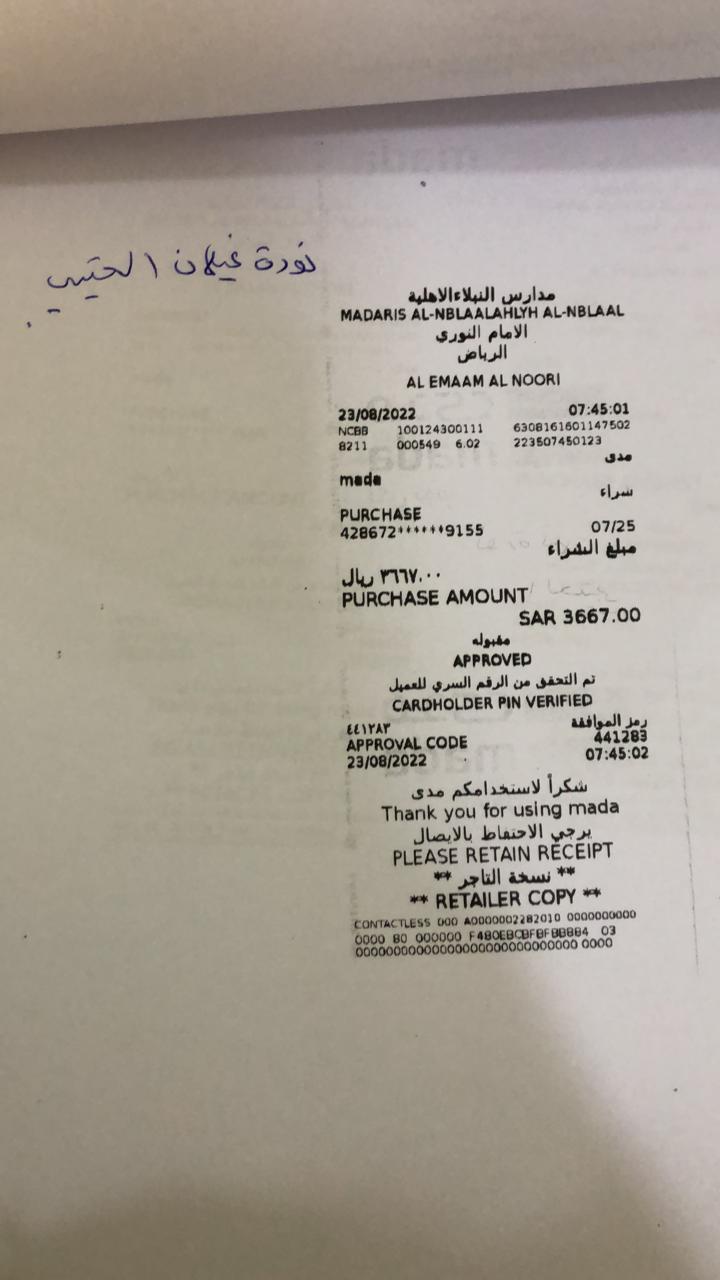 نورة غيلان العتيبي
مدارس النبلاءالاهلية
MADARIS AL-NBLAALAHLYH AL-NBLAAL
الامام النوري
الرياض
AL EMAAM AL NOORI
23/08/2022 07:45:01
NCBB 100124300111 6308161601147502
8211 000549 6.02 223507450123
مدى
mada
شراء
PURCHASE
428672******9155 07/25
مبلغ الشراء
٣٦٦٧.٠٠ ريال
PURCHASE AMOUNT
SAR 3667.00
مقبوله
APPROVED
تم التحقق من الرقم السري للعميل
CARDHOLDER PIN VERIFIED
رمز الموافقة ٤٤١٢٨٣
APPROVAL CODE 441283
23/08/2022 07:45:02
شكراً لاستخدامكم مدى
Thank you for using mada
يرجي الاحتفاظ بالايصال
PLEASE RETAIN RECEIPT
** نسخة التاجر **
** RETAILER COPY **
CONTACTLESS 000 A0000002282010 0000000000
0000 80 000000 F480EBCBFBFBBBB4 03
0000000000000000000000000000 0000